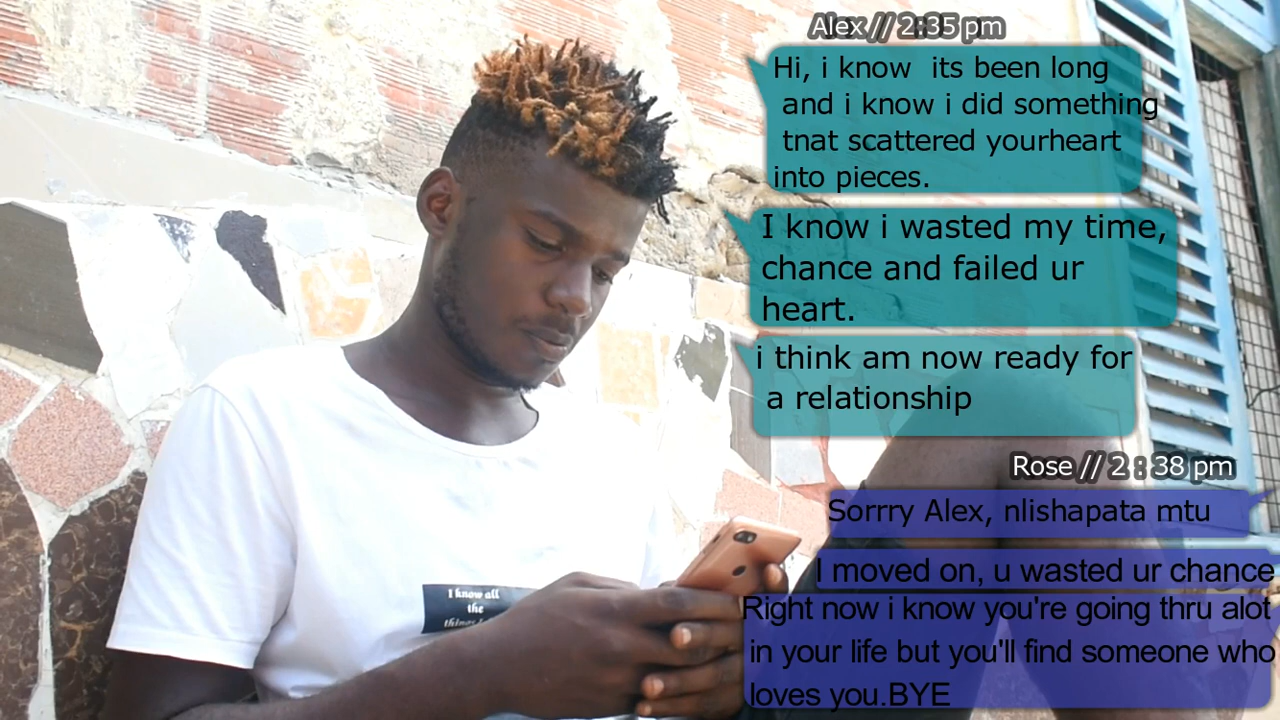 Alex // 2:35 pm
Hi, i know its been long
and i know i did something
tnat scattered yourheart
into pieces.
I know i wasted my time,
chance and failed ur
heart.
i think am now ready for
a relationship
Rose // 2 : 38 pm
Sorrry Alex, nlishapata mtu
I moved on, u wasted ur chance
Right now i know you're going thru alot
in your life but you'll find someone who
loves you.BYE
I know all
the